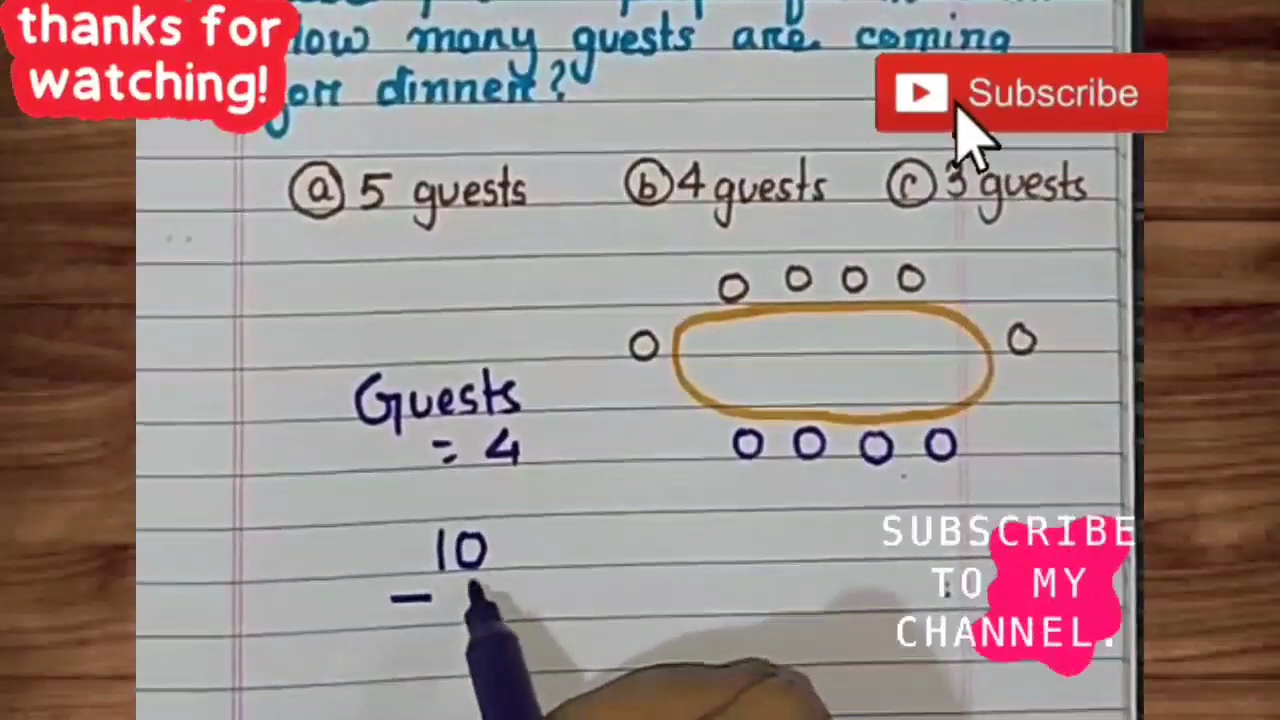 thanks for
watching!
how many guests are coming
for dinner?
Subscribe
a 5 guests b 4 guests c 3 guests
Guests
= 4
10
−
SUBSCRIBE
TO MY
CHANNEL.